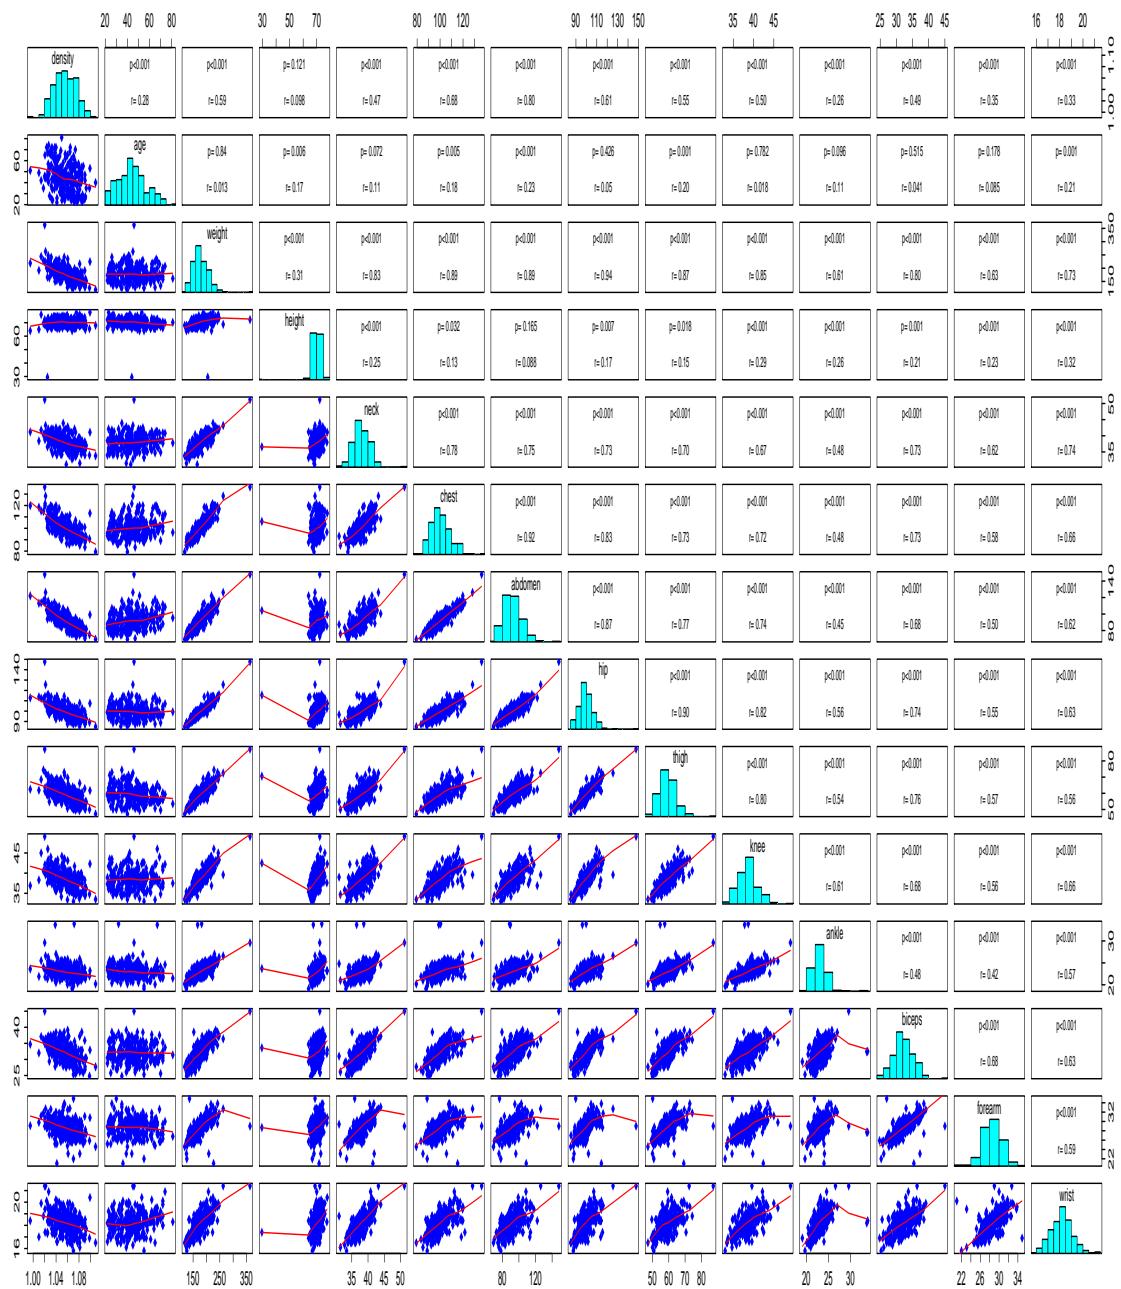 20 40 60 80 30 50 70 80 100 120 90 110 130 150 35 40 45 25 30 35 40 45 16 18 20
density p<0.001 p<0.001 p= 0.121 p<0.001 p<0.001 p<0.001 p<0.001 p<0.001 p<0.001 p<0.001 p<0.001 p<0.001 p<0.001 1.00 1.10
r= 0.28 r= 0.59 r= 0.098 r= 0.47 r= 0.68 r= 0.80 r= 0.61 r= 0.55 r= 0.50 r= 0.26 r= 0.49 r= 0.35 r= 0.33
20 60 age p= 0.84 p= 0.006 p= 0.072 p= 0.005 p<0.001 p= 0.426 p= 0.001 p= 0.782 p= 0.096 p= 0.515 p= 0.178 p= 0.001
r= 0.013 r= 0.17 r= 0.11 r= 0.18 r= 0.23 r= 0.05 r= 0.20 r= 0.018 r= 0.11 r= 0.041 r= 0.085 r= 0.21
weight p<0.001 p<0.001 p<0.001 p<0.001 p<0.001 p<0.001 p<0.001 p<0.001 p<0.001 p<0.001 p<0.001 150 350
r= 0.31 r= 0.83 r= 0.89 r= 0.89 r= 0.94 r= 0.87 r= 0.85 r= 0.61 r= 0.80 r= 0.63 r= 0.73
30 60 height p<0.001 p= 0.032 p= 0.165 p= 0.007 p= 0.018 p<0.001 p<0.001 p= 0.001 p<0.001 p<0.001
r= 0.25 r= 0.13 r= 0.088 r= 0.17 r= 0.15 r= 0.29 r= 0.26 r= 0.21 r= 0.23 r= 0.32
neck p<0.001 p<0.001 p<0.001 p<0.001 p<0.001 p<0.001 p<0.001 p<0.001 p<0.001 35 50
r= 0.78 r= 0.75 r= 0.73 r= 0.70 r= 0.67 r= 0.48 r= 0.73 r= 0.62 r= 0.74
80 120 chest p<0.001 p<0.001 p<0.001 p<0.001 p<0.001 p<0.001 p<0.001 p<0.001
r= 0.92 r= 0.83 r= 0.73 r= 0.72 r= 0.48 r= 0.73 r= 0.58 r= 0.66
abdomen p<0.001 p<0.001 p<0.001 p<0.001 p<0.001 p<0.001 p<0.001 80 140
r= 0.87 r= 0.77 r= 0.74 r= 0.45 r= 0.68 r= 0.50 r= 0.62
90 140 hip p<0.001 p<0.001 p<0.001 p<0.001 p<0.001 p<0.001
r= 0.90 r= 0.82 r= 0.56 r= 0.74 r= 0.55 r= 0.63
thigh p<0.001 p<0.001 p<0.001 p<0.001 p<0.001 50 80
r= 0.80 r= 0.54 r= 0.76 r= 0.57 r= 0.56
35 45 knee p<0.001 p<0.001 p<0.001 p<0.001
r= 0.61 r= 0.68 r= 0.56 r= 0.66
ankle p<0.001 p<0.001 p<0.001 20 30
r= 0.48 r= 0.42 r= 0.57
25 40 biceps p<0.001 p<0.001
r= 0.68 r= 0.63
forearm p<0.001 22 32
r= 0.59
16 20 wrist
1.00 1.04 1.08 150 250 350 35 40 45 50 80 120 50 60 70 80 20 25 30 22 26 30 34